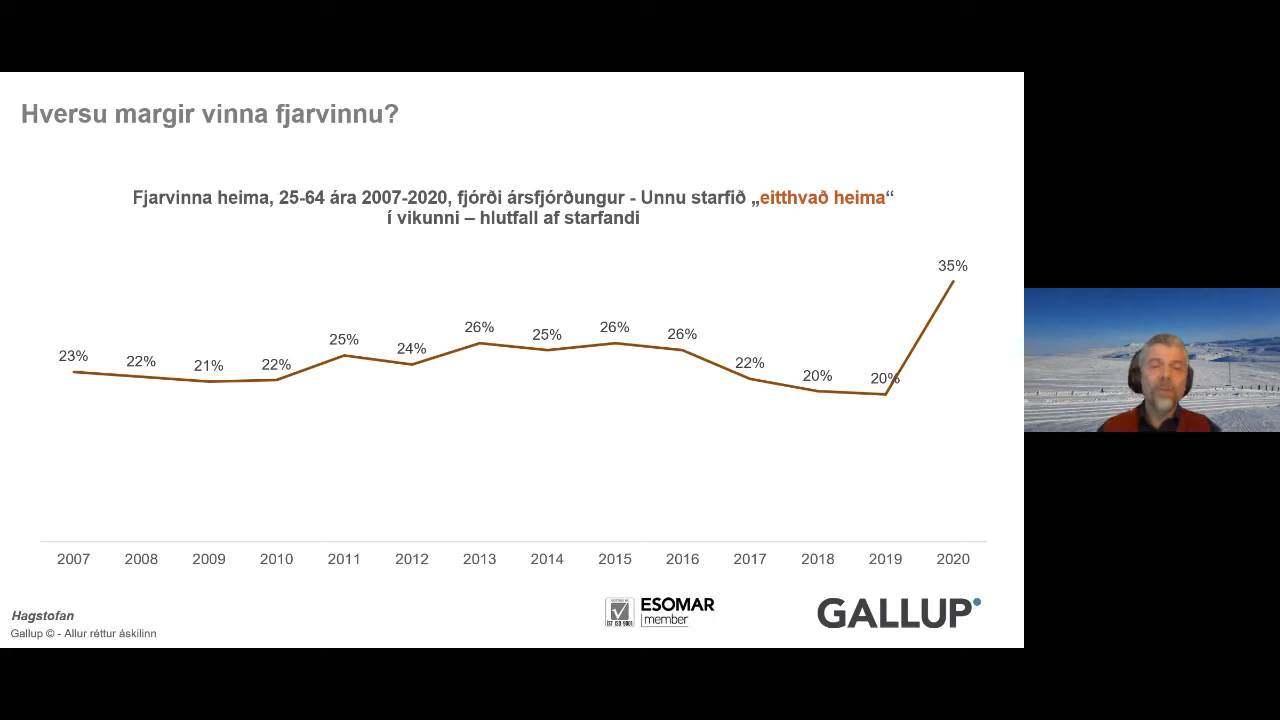 Hversu margir vinna fjarvinnu?
Fjarvinna heima, 25-64 ára 2007-2020, fjórði ársfjórðungur - Unnu starfið „eitthvað heima“
í vikunni – hlutfall af starfandi
35%
23%
22%
21%
22%
25%
24%
26%
25%
26%
26%
22%
20%
20%
2007 2008 2009 2010 2011 2012 2013 2014 2015 2016 2017 2018 2019 2020
Hagstofan
Gallup © - Allur réttur áskilinn
IST ISO 9001
ESOMAR
member
GALLUP